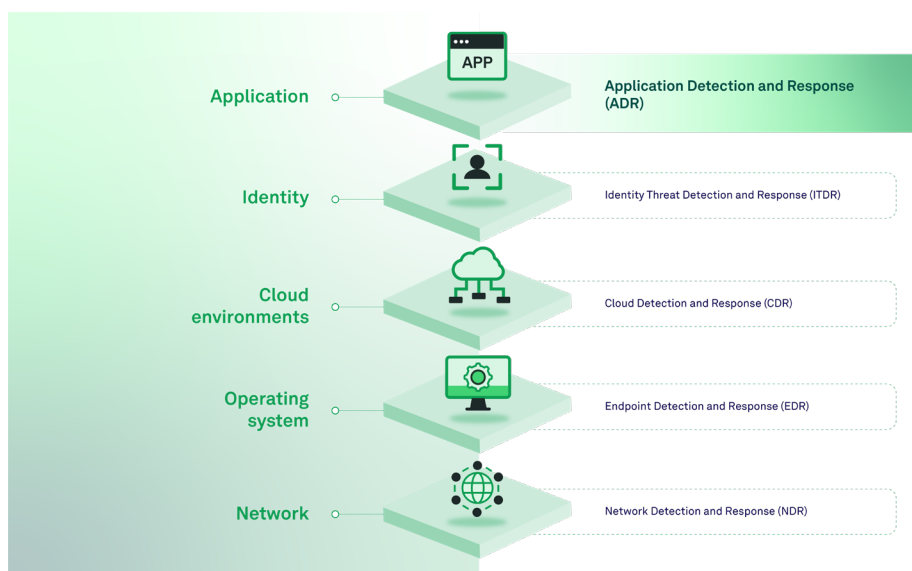 APP
Application
Application Detection and Response
(ADR)
Identity
Identity Threat Detection and Response (ITDR)
Cloud
environments
Cloud Detection and Response (CDR)
Operating
system
Endpoint Detection and Response (EDR)
Network
Network Detection and Response (NDR)